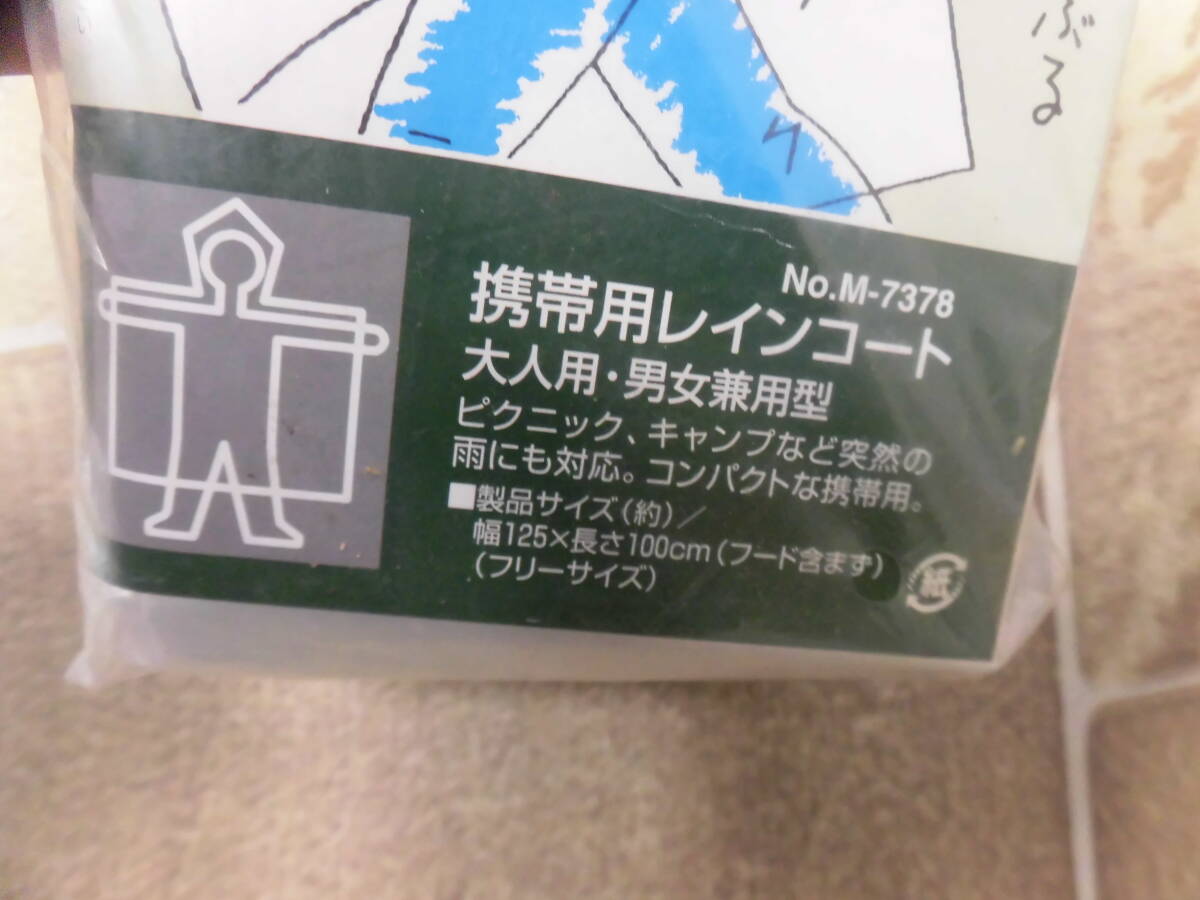 ぶる
い
No.M-7378
携帯用レインコート
大人用・男女兼用型
ピクニック、キャンプなど突然の
雨にも対応。コンパクトな携帯用。
■製品サイズ(約)/
幅125×長さ100cm(フード含まず)
(フリーサイズ)
紙